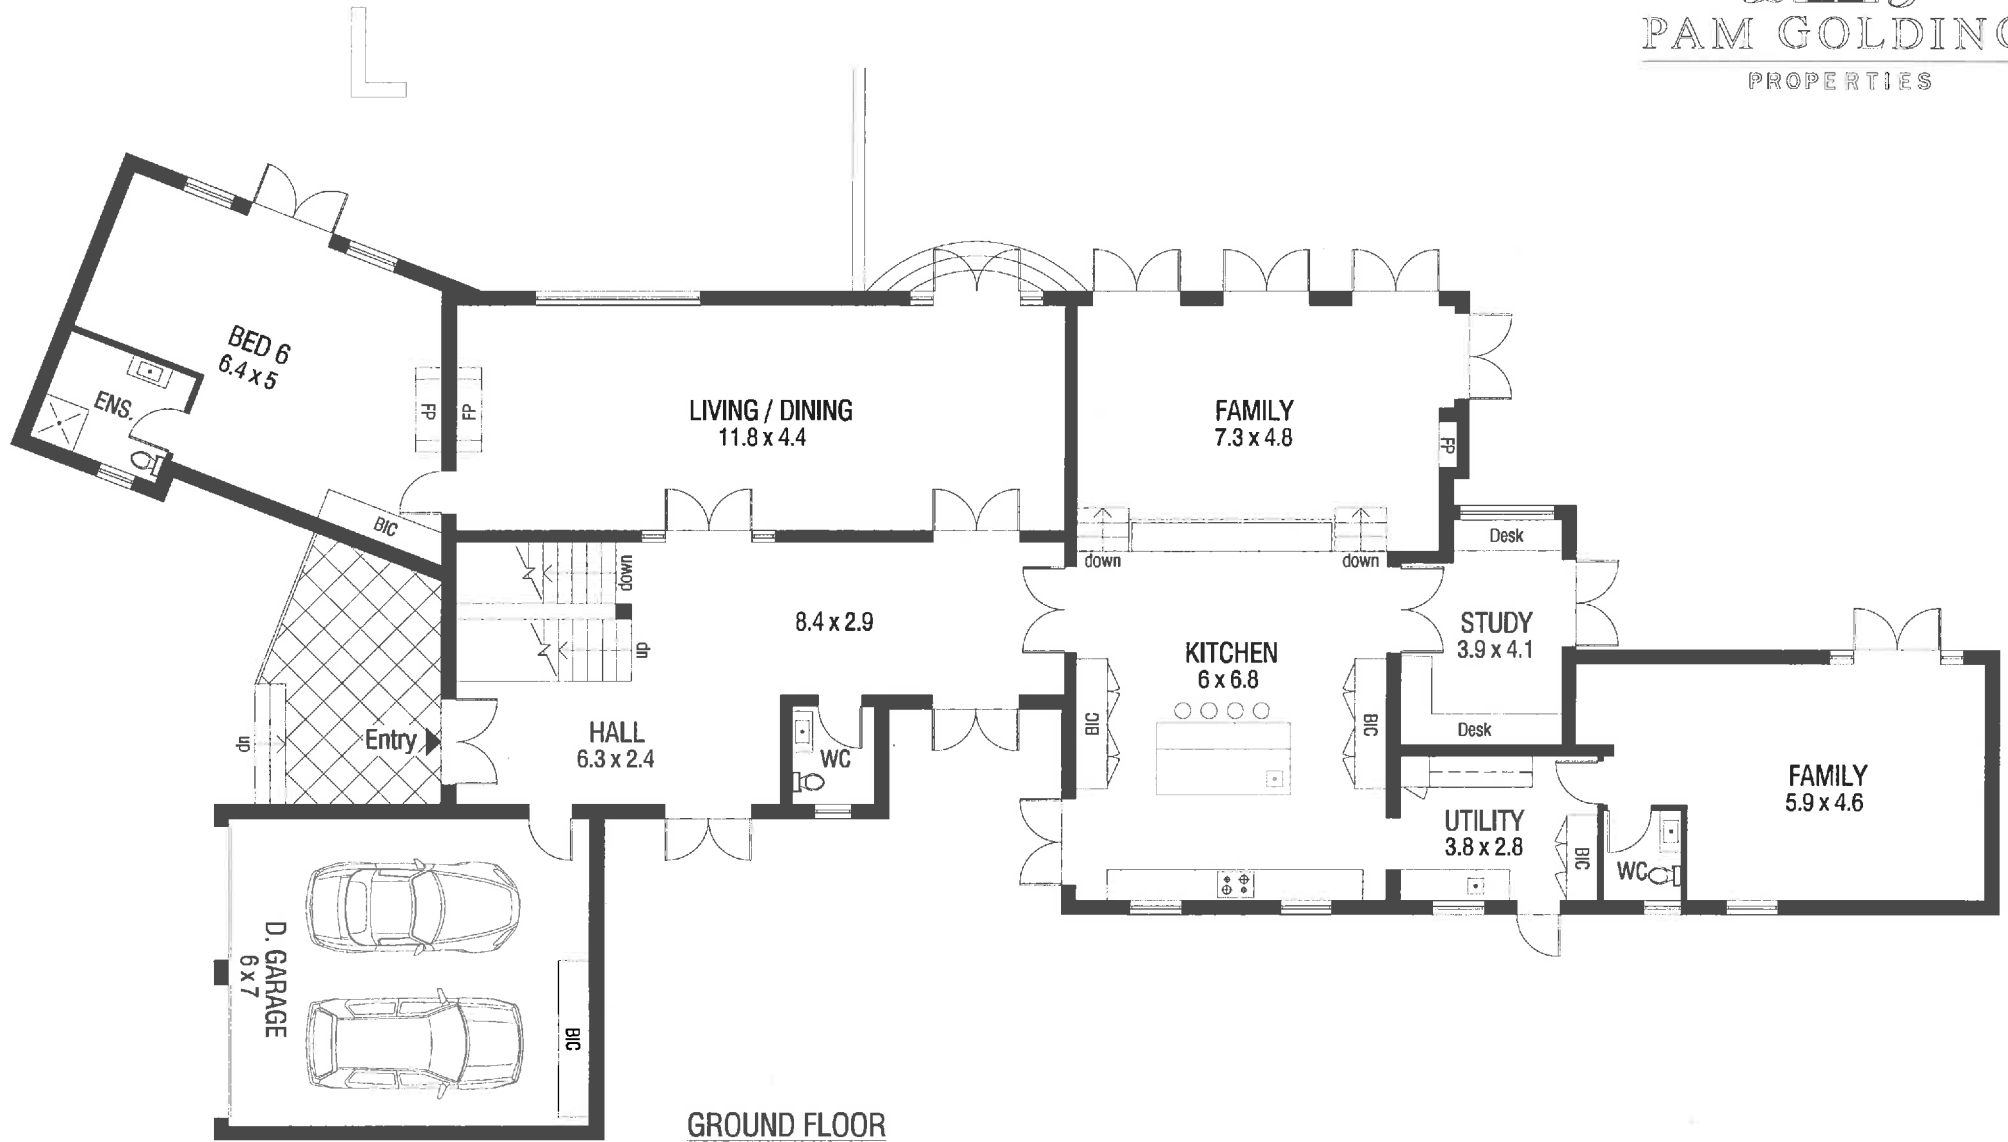 PAM GOLDING
PROPERTIES
BED 6
6.4 x 5
ENS.
FP
FP
BIC
LIVING / DINING
11.8 x 4.4
FAMILY
7.3 x 4.8
FP
down
down
Desk
STUDY
3.9 x 4.1
Desk
down
up
8.4 x 2.9
KITCHEN
6 x 6.8
BIC
BIC
up
Entry
HALL
6.3 x 2.4
WC
UTILITY
3.8 x 2.8
BIC
WC
FAMILY
5.9 x 4.6
D. GARAGE
6 x 7
BIC
GROUND FLOOR